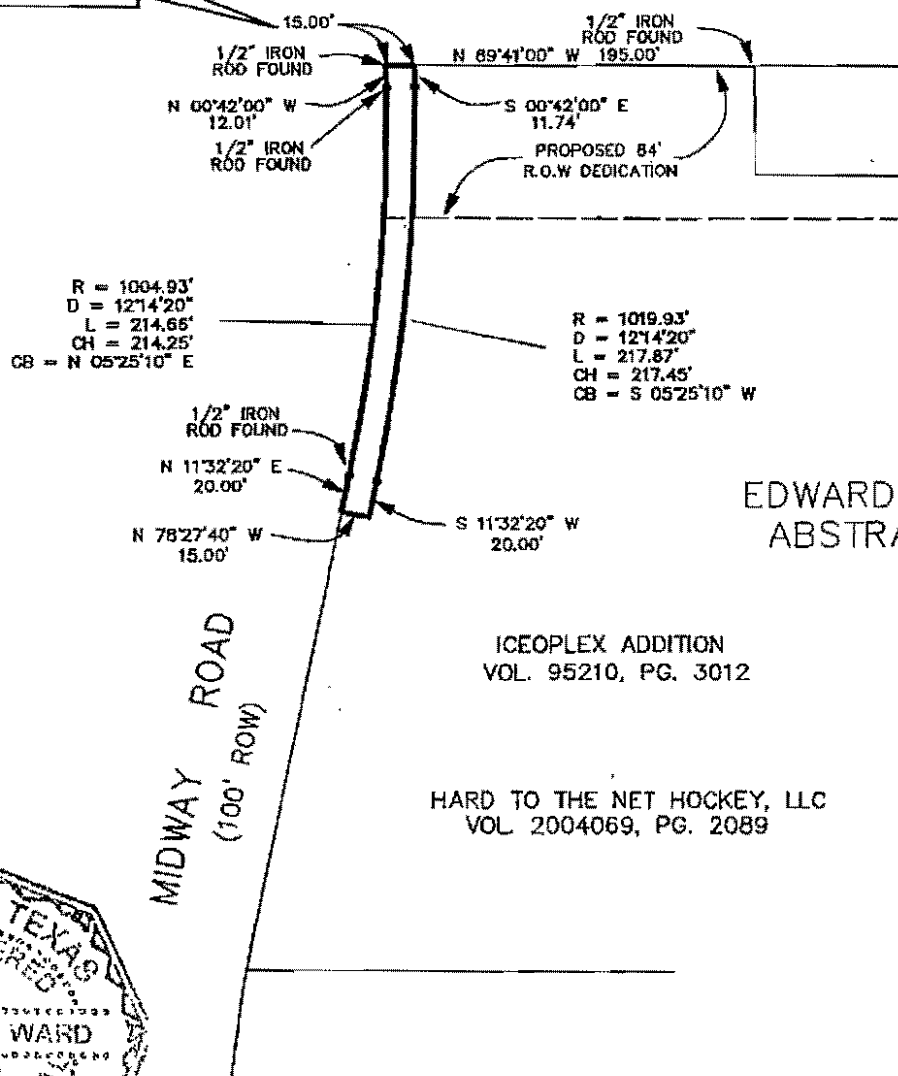 15.00'
1/2" IRON
ROD FOUND
N 89°41'00" W 195.00'
1/2" IRON
ROD FOUND
N 00°42'00" W
12.01'
S 00°42'00" E
11.74'
1/2" IRON
ROD FOUND
PROPOSED 84'
R.O.W DEDICATION
R = 1004.93'
D = 12°14'20"
L = 214.66'
CH = 214.25'
CB = N 05°25'10" E
R = 1019.93'
D = 12°14'20"
L = 217.87'
CH = 217.45'
CB = S 05°25'10" W
1/2" IRON
ROD FOUND
N 11°32'20" E
20.00'
N 78°27'40" W
15.00'
S 11°32'20" W
20.00'
EDWARD
ABSTRA
ICEOPLEX ADDITION
VOL. 95210, PG. 3012
MIDWAY ROAD
(100' ROW)
HARD TO THE NET HOCKEY, LLC
VOL 2004069, PG. 2089
TEXAS
ERED
WARD